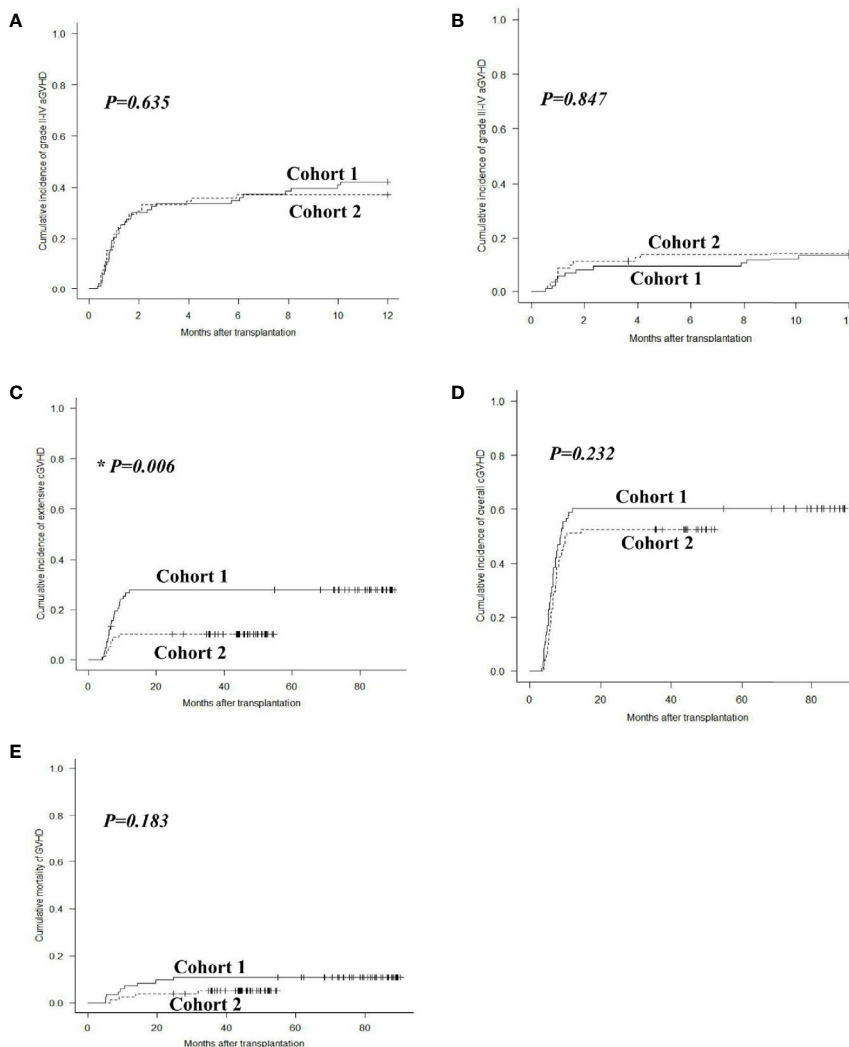 A
Cumulative incidence of grade II-IV aGVHD
1.0
0.8
0.6
0.4
0.2
0.0
P=0.635
Cohort 1
Cohort 2
0 2 4 6 8 10 12
Months after transplantation
B
Cumulative incidence of grade III-IV aGVHD
1.0
0.8
0.6
0.4
0.2
0.0
P=0.847
Cohort 2
Cohort 1
0 2 4 6 8 10 12
Months after transplantation
C
Cumulative incidence of extensive cGVHD
1.0
0.8
0.6
0.4
0.2
0.0
* P=0.006
Cohort 1
Cohort 2
0 20 40 60 80
Months after transplantation
D
Cumulative incidence of overall cGVHD
1.0
0.8
0.6
0.4
0.2
0.0
P=0.232
Cohort 1
Cohort 2
0 20 40 60 80
Months after transplantation
E
Cumulative mortality of GVHD
1.0
0.8
0.6
0.4
0.2
0.0
P=0.183
Cohort 1
Cohort 2
0 20 40 60 80
Months after transplantation